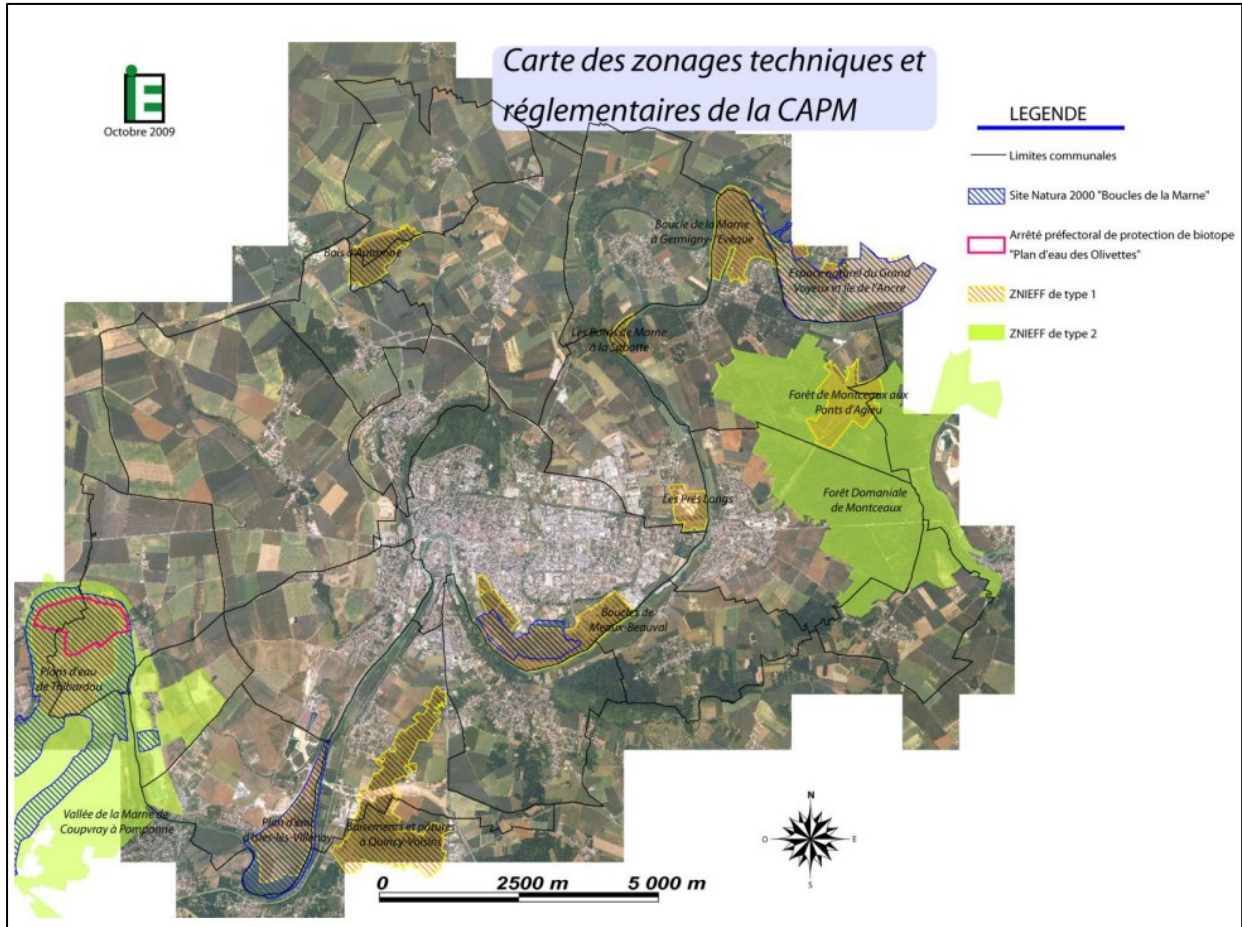 Carte des zonages techniques et
réglementaires de la CAPM
iE
Octobre 2009
LEGENDE
Limites communales
Site Natura 2000 "Boucles de la Marne"
Arrêté préfectoral de protection de biotope
"Plan d'eau des Olivettes"
ZNIEFF de type 1
ZNIEFF de type 2
Boucle de la Marne
à Germigny-l'Evêque
Bois d'Automne
Espace naturel du Grand
Voyeux et Ile de l'Ancre
Les Bords de Marne
à la Sabotte
Forêt de Montceaux aux
Ponts d'Agieu
Les Prés Longs
Forêt Domaniale
de Montceaux
Boucles de
Meaux-Beauval
Plans d'eau
de Trilbardou
Vallée de la Marne de
Coupvray à Pomponne
Plan d'eau
d'Isles-lès-Villenoy
Boisements et pâtures
à Quincy-Voisins
N
O
E
S
0 2500 m 5 000 m